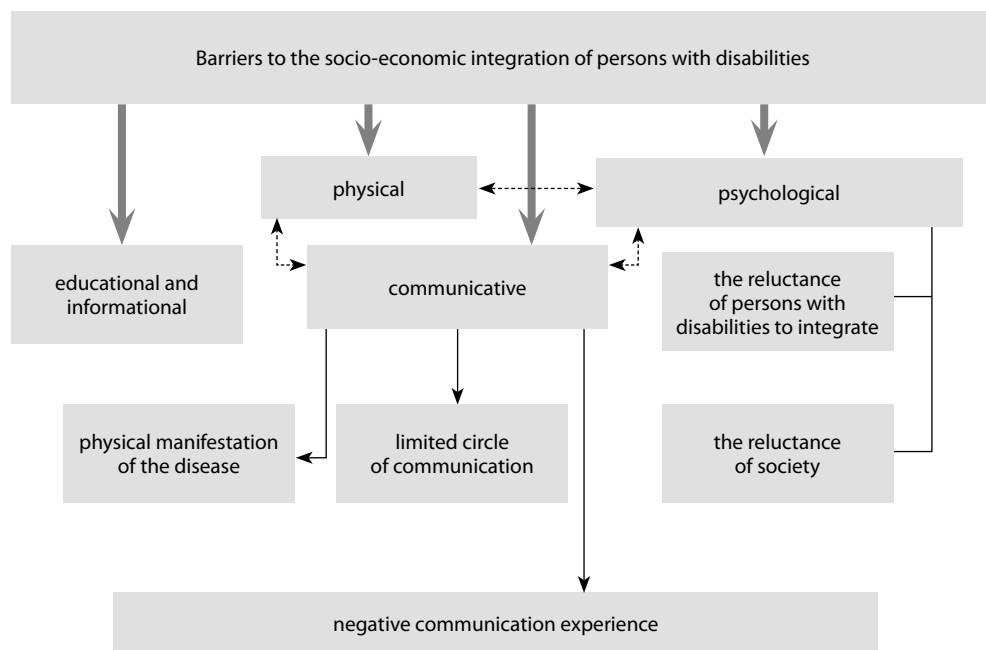 Barriers to the socio-economic integration of persons with disabilities
physical
psychological
educational and
informational
communicative
the reluctance
of persons with
disabilities to integrate
physical manifestation
of the disease
limited circle
of communication
the reluctance
of society
negative communication experience